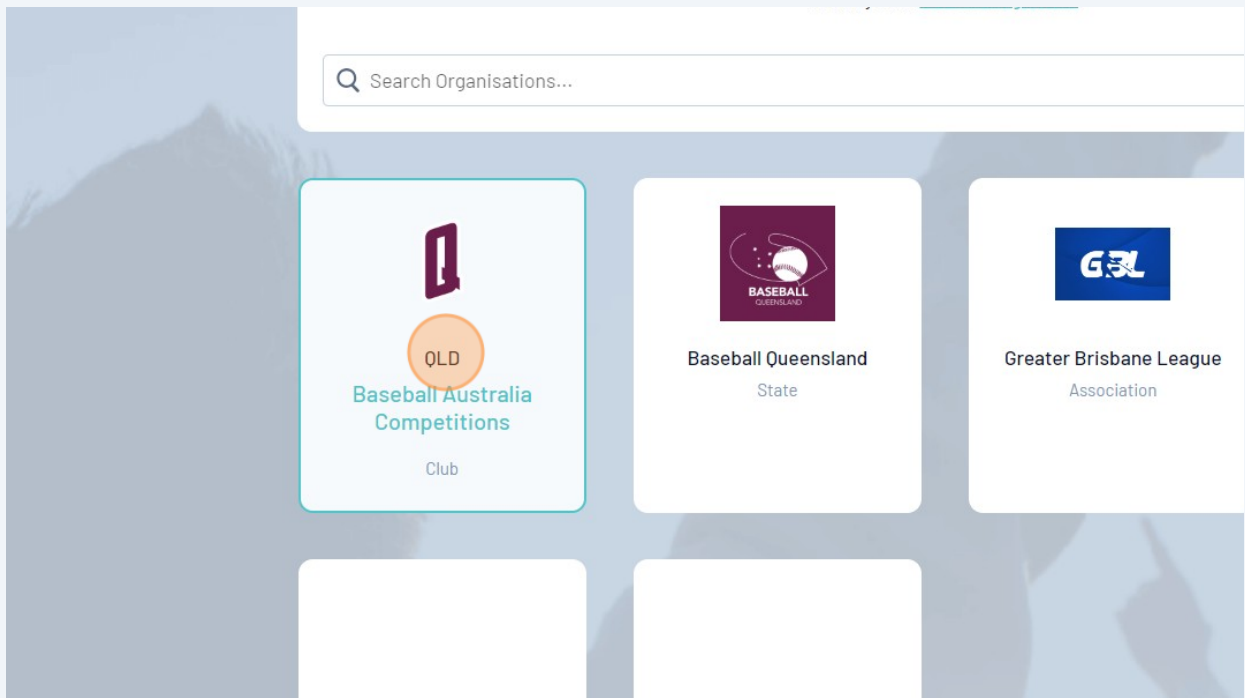 Search Organisations...
QLD
Baseball Australia
Competitions
Club
BASEBALL
QUEENSLAND
Baseball Queensland
State
GBL
Greater Brisbane League
Association